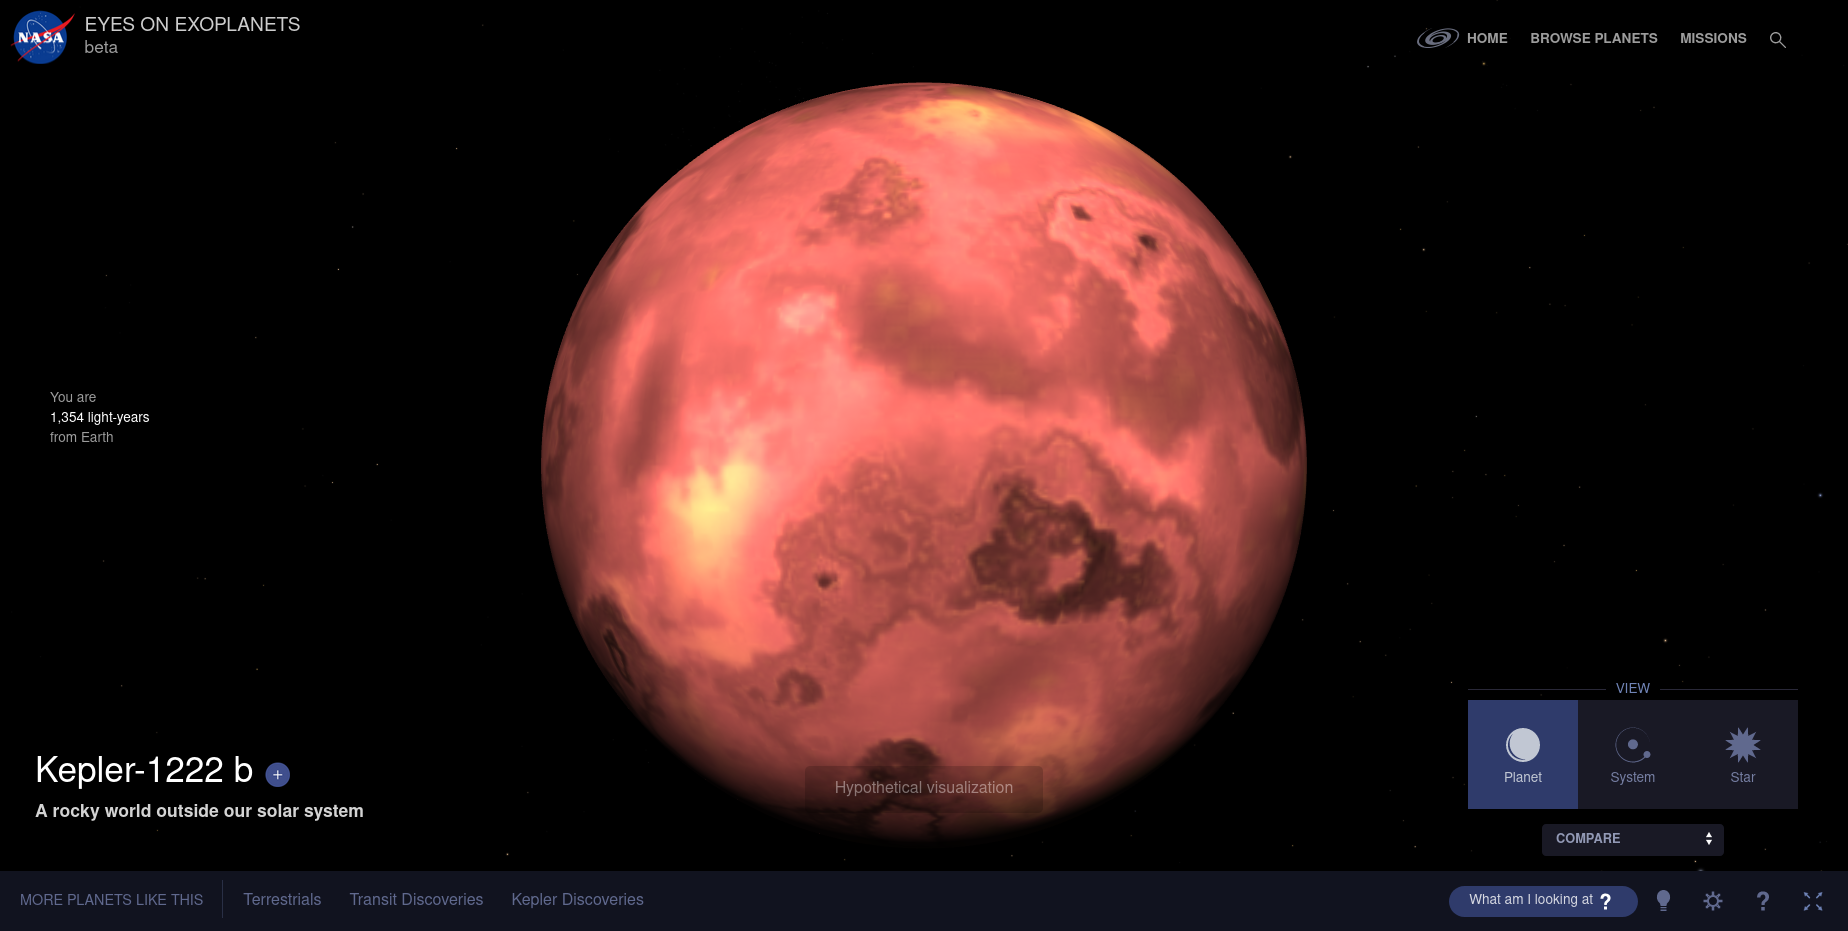 NASA
EYES ON EXOPLANETS
beta
HOME
BROWSE PLANETS
MISSIONS
You are
1,354 light-years
from Earth
Kepler-1222 b +
A rocky world outside our solar system
Hypothetical visualization
VIEW
Planet
System
Star
COMPARE
MORE PLANETS LIKE THIS
Terrestrials
Transit Discoveries
Kepler Discoveries
What am I looking at ?
?